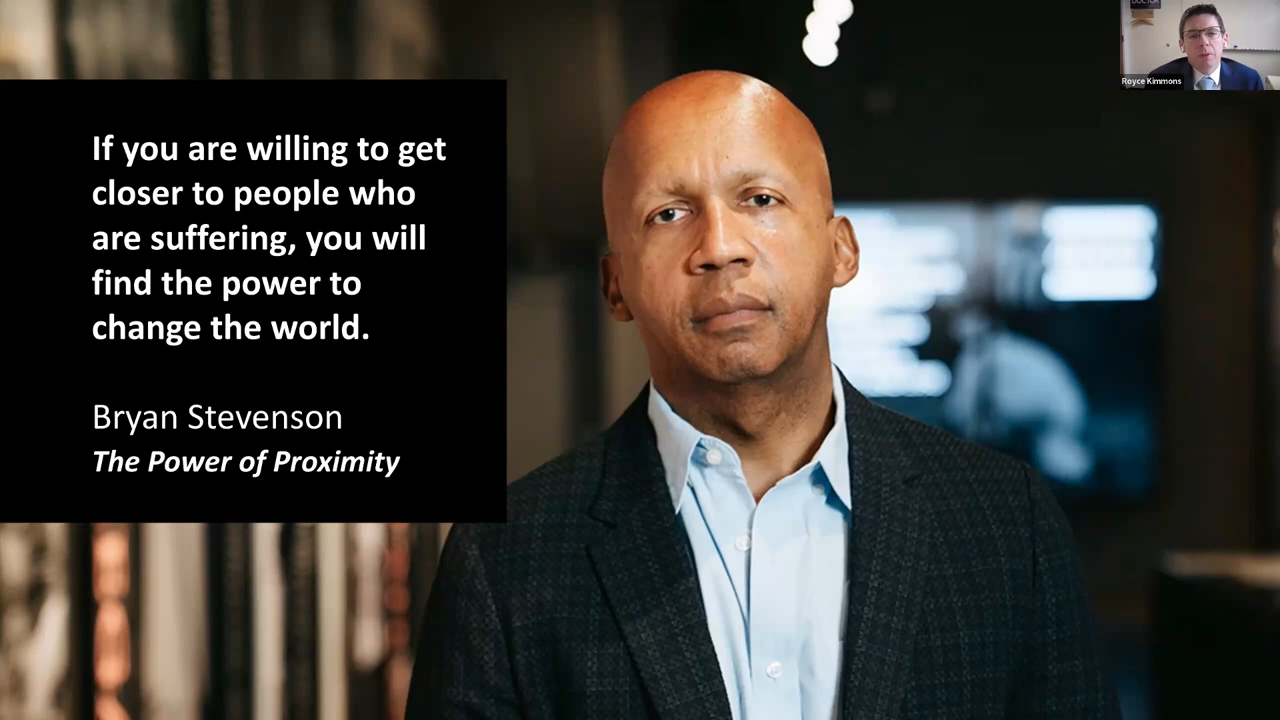 If you are willing to get
closer to people who
are suffering, you will
find the power to
change the world.
Bryan Stevenson
The Power of Proximity
DOCTOR
Royce Kimmons